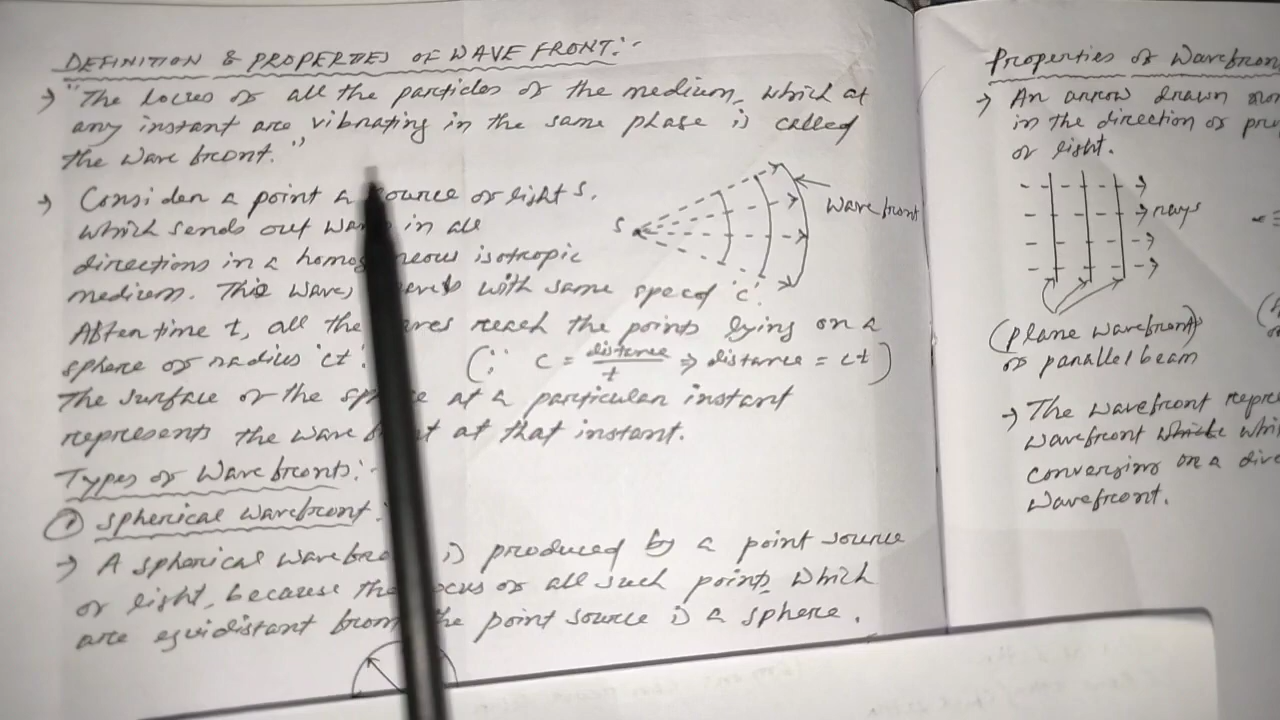 DEFINITION & PROPERTIES OF WAVE FRONT:-
→ "The locus of all the particles of the medium, which at
any instant are vibrating in the same phase is called
the wave front."
→ Consider a point a source of light S.
which sends out in all
directions in a isotropic
medium. This waves with same speed 'c'.
After time t, all the reach the points lying on a
sphere of radius 'ct'. (∵ c = distance/t ⇒ distance = ct)
The surface of the at a particular instant
represents the wave at that instant.
Types of Wavefronts:-
① Spherical wavefront:
→ A spherical is produced by a point source
of light, because the of all such points, which
are equidistant from the point source is a sphere.
S
Wavefront
Properties of Wavefron
→ An arrow drawn
in the direction of
of light.
rays
(plane wavefront)
or parallel beam
→ The wavefront
wavefront which
converging or a
wavefront.